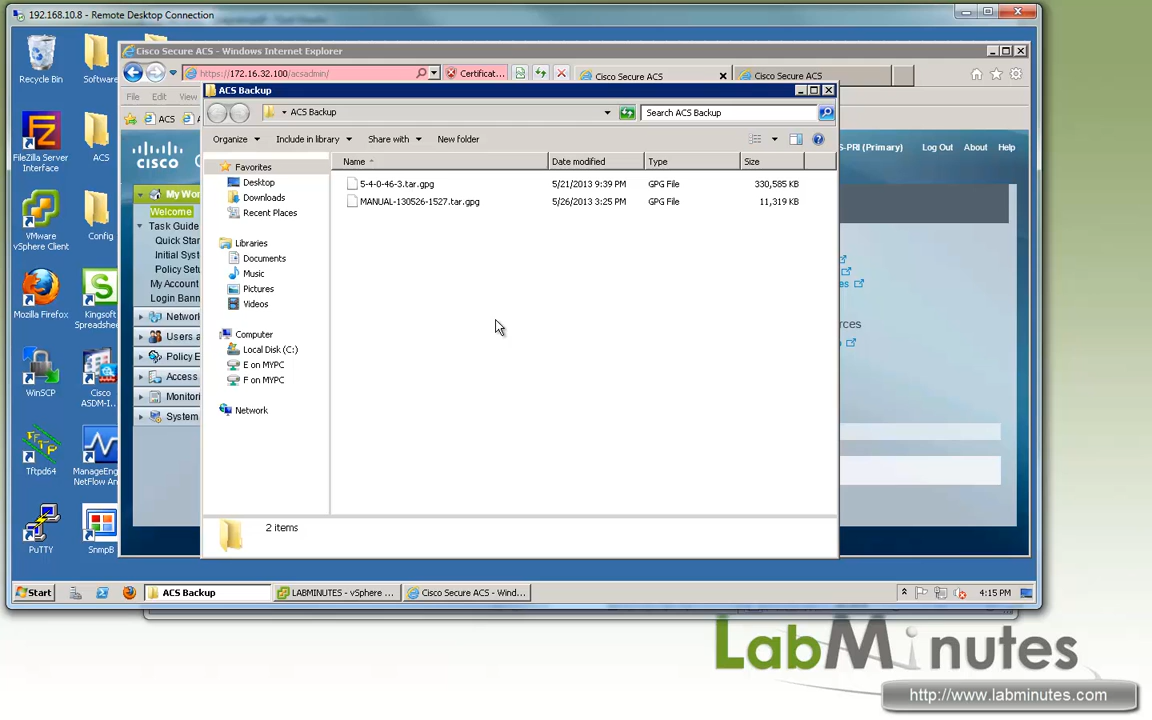 192.168.10.8 - Remote Desktop Connection
Recycle Bin
Software
FileZilla Server
Interface
ACS
VMware
vSphere Client
Config
Mozilla Firefox
Kingsoft
Spreadshe...
WinSCP
Cisco
ASDM-I...
Tftpd64
ManageEng...
NetFlow An
PuTTY
SnmpB
Cisco Secure ACS - Windows Internet Explorer
https://172.16.32.100/acsadmin/
Certificat...
Cisco Secure ACS
Cisco Secure ACS
File Edit View
ACS
CISCO
S-PRI (Primary) Log Out About Help
My Wor
Welcome
Task Guide
Quick Star
Initial Sys
Policy Setu
My Account
Login Bann
Network
Users a
Policy E
Access
Monitori
System
es
urces
ACS Backup
ACS Backup
Search ACS Backup
Organize Include in library Share with New folder
Favorites
Desktop
Downloads
Recent Places
Libraries
Documents
Music
Pictures
Videos
Computer
Local Disk (C:)
E on MYPC
F on MYPC
Network
Name Date modified Type Size
5-4-0-46-3.tar.gpg 5/21/2013 9:39 PM GPG File 330,585 KB
MANUAL-130526-1527.tar.gpg 5/26/2013 3:25 PM GPG File 11,319 KB
2 items
Start
ACS Backup
LABMINUTES - vSphere ...
Cisco Secure ACS - Wind...
4:15 PM
LabMinutes
http://www.labminutes.com